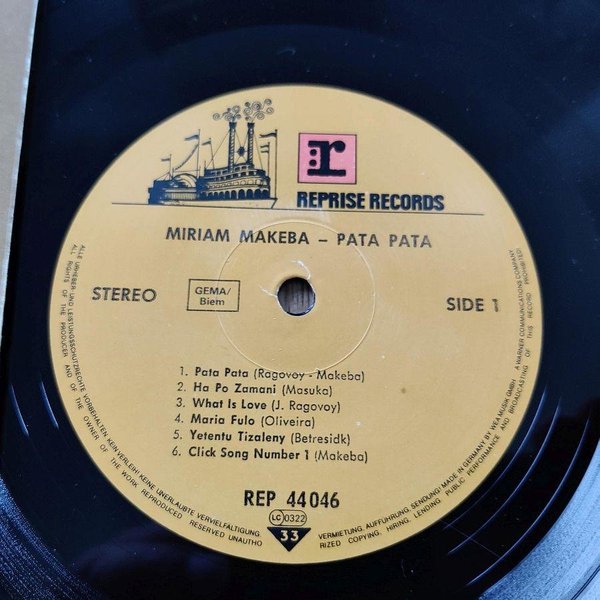 r
REPRISE RECORDS
MIRIAM MAKEBA – PATA PATA
STEREO
GEMA/
Biem
SIDE 1
1. Pata Pata (Ragovoy - Makeba)
2. Ha Po Zamani (Masuka)
3. What Is Love (J. Ragovoy)
4. Maria Fulo (Oliveira)
5. Yetentu Tizaleny (Betresidk)
6. Click Song Number 1 (Makeba)
REP 44 046
LC 0322
33
ALLE URHEBER UND LEISTUNGSSCHUTZRECHTE VORBEHALTEN. KEIN VERLEIH! KEINE UNERLAUBTE VERVIELFÄLTIGUNG,
VERMIETUNG, AUFFÜHRUNG, SENDUNG! MADE IN GERMANY BY WEA MUSIK GMBH A WARNER COMMUNICATIONS COMPANY
ALL RIGHTS OF THE PRODUCER AND OF THE OWNER OF THE WORK REPRODUCED RESERVED UNAUTHO
RIZED COPYING, HIRING, LENDING, PUBLIC PERFORMANCE AND BROADCASTING OF THIS RECORD PROHIBITED!